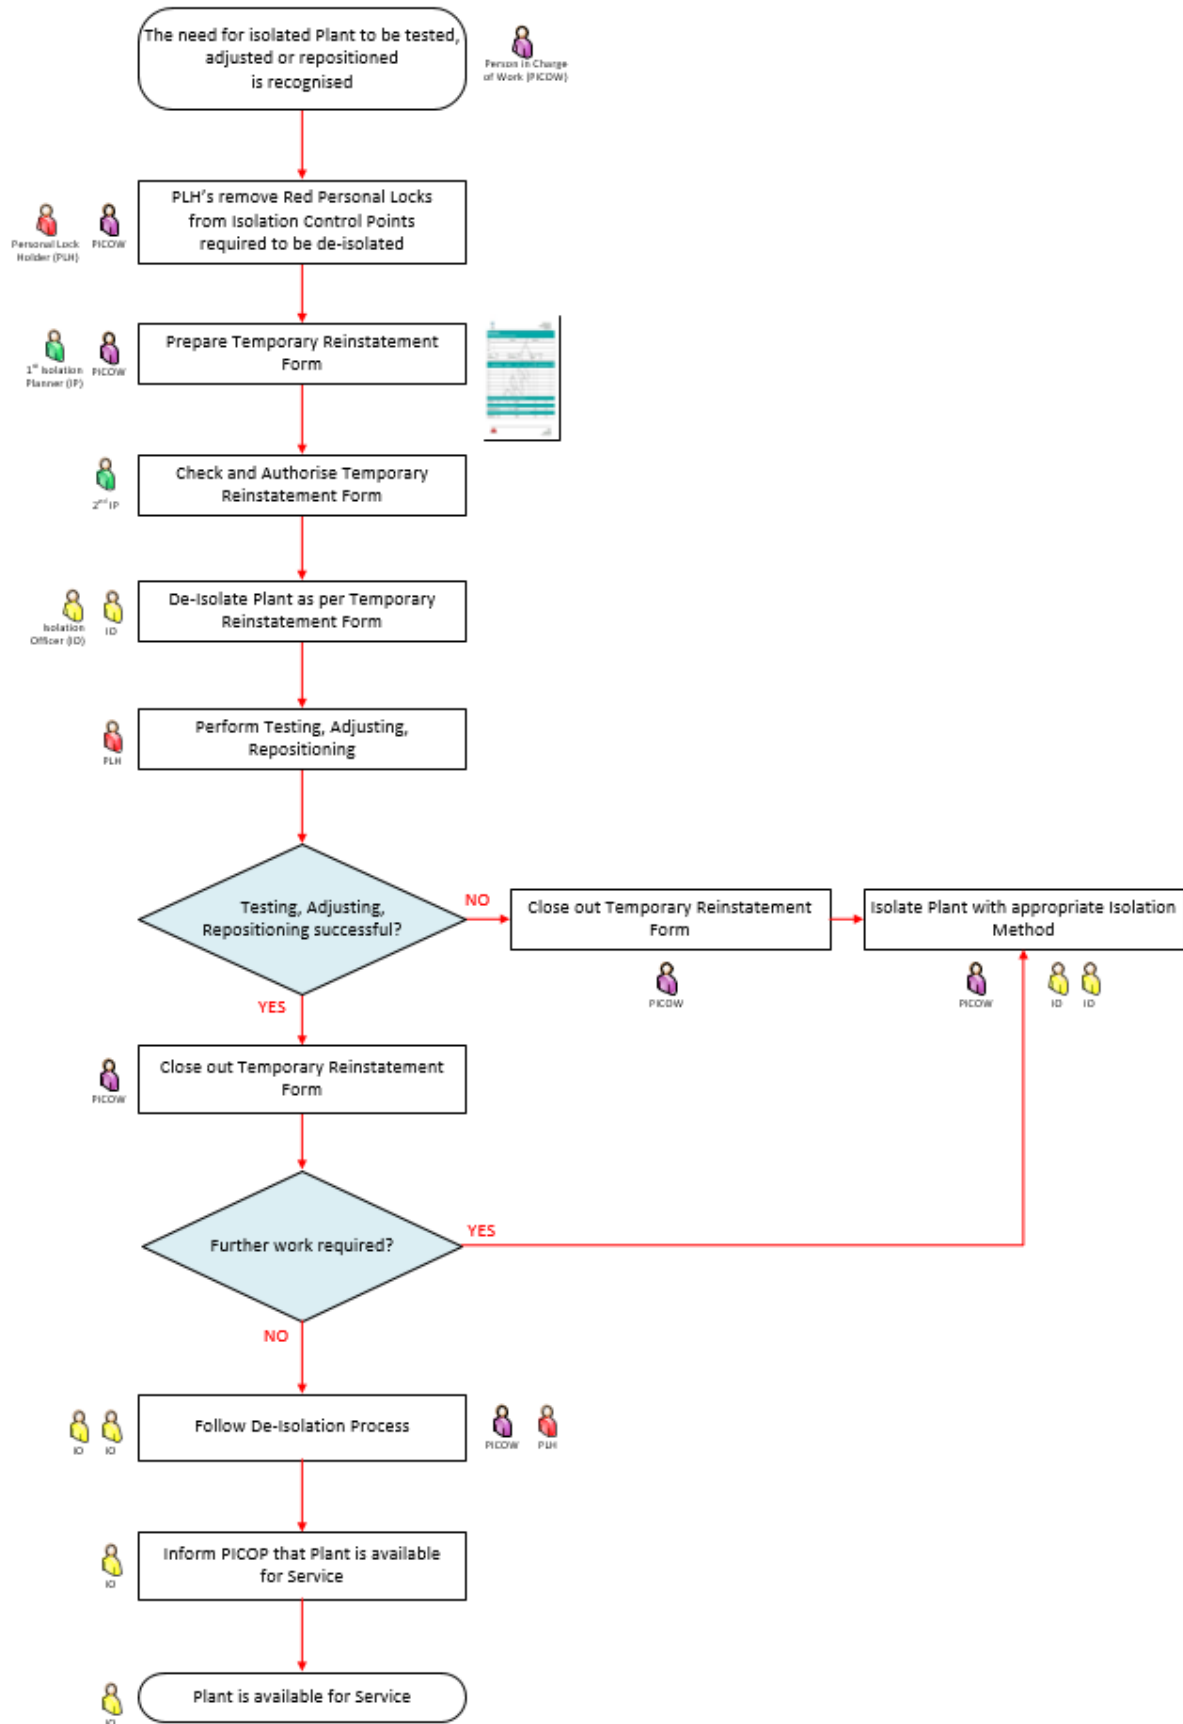 The need for isolated Plant to be tested,
adjusted or repositioned
is recognised
Person in Charge
of Work (PICOW)
PLH's remove Red Personal Locks
from Isolation Control Points
required to be de-isolated
Personal Lock
Holder (PLH)
PICOW
Prepare Temporary Reinstatement
Form
1st Isolation
Planner (IP)
PICOW
Check and Authorise Temporary
Reinstatement Form
2nd IP
De-Isolate Plant as per Temporary
Reinstatement Form
Isolation
Officer (IO)
IO
Perform Testing, Adjusting,
Repositioning
PLH
Testing, Adjusting,
Repositioning successful?
NO
Close out Temporary Reinstatement
Form
PICOW
Isolate Plant with appropriate Isolation
Method
PICOW
IO
IO
YES
Close out Temporary Reinstatement
Form
PICOW
Further work required?
YES
NO
Follow De-Isolation Process
IO
IO
PICOW
PLH
Inform PICOP that Plant is available
for Service
IO
Plant is available for Service
IO